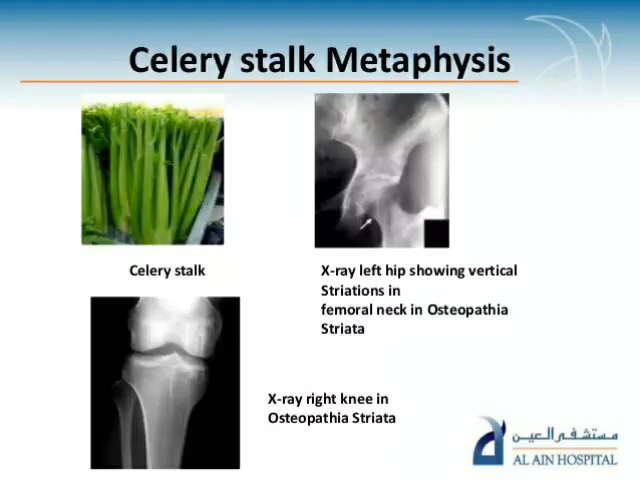 Celery stalk Metaphysis
Celery stalk
X-ray left hip showing vertical
Striations in
femoral neck in Osteopathia
Striata
X-ray right knee in
Osteopathia Striata
مستشفى العين
AL AIN HOSPITAL